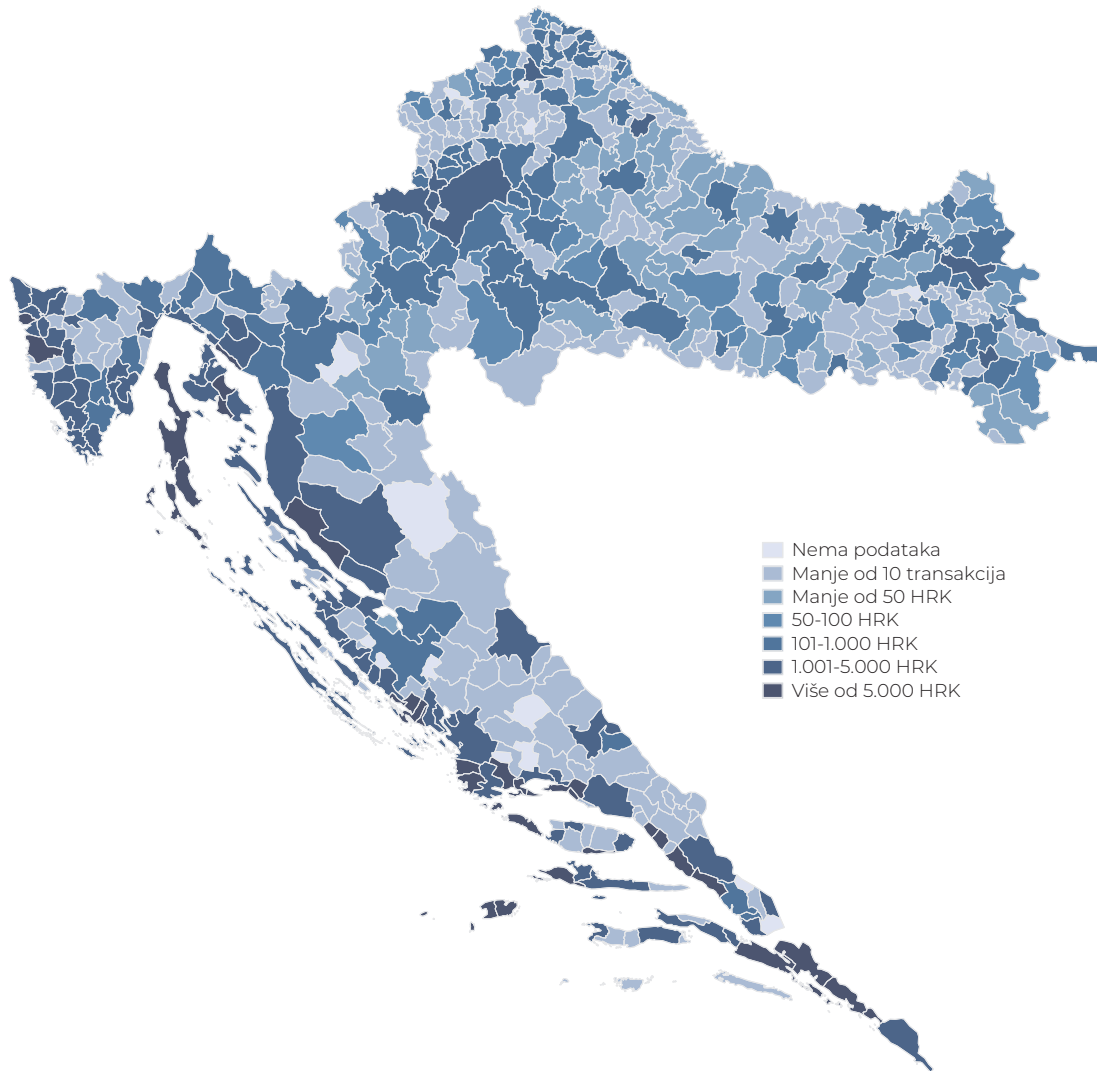 Nema podataka
Manje od 10 transakcija
Manje od 50 HRK
50-100 HRK
101-1.000 HRK
1.001-5.000 HRK
Više od 5.000 HRK